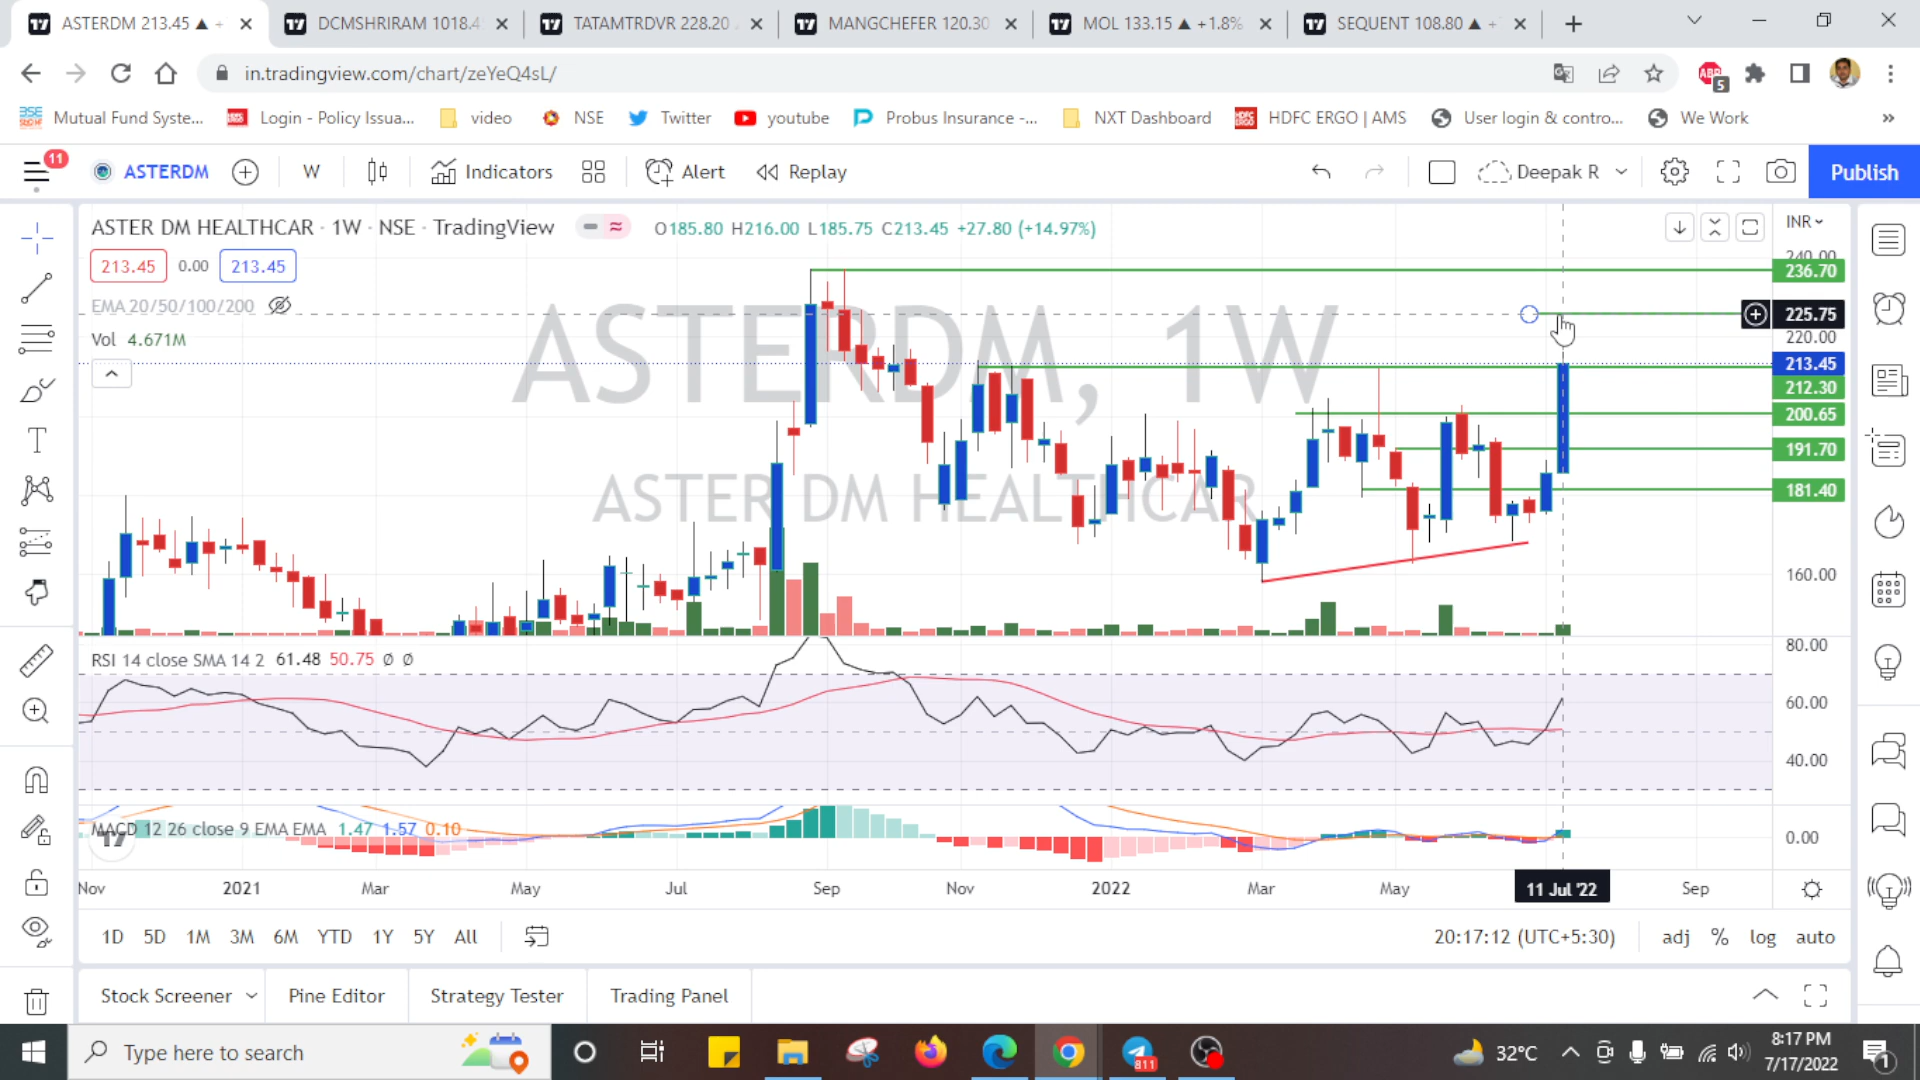 ASTERDM 213.45 ▲ +
DCMSHRIRAM 1018.4
TATAMTRDVR 228.20
MANGCHEFER 120.30
MOL 133.15 ▲ +1.8%
SEQUENT 108.80 ▲ +
in.tradingview.com/chart/zeYeQ4sL/
ABP 5
Mutual Fund Syste...
Login - Policy Issua...
video
NSE
Twitter
youtube
Probus Insurance -...
NXT Dashboard
HDFC ERGO | AMS
User login & contro...
We Work
11
ASTERDM
W
Indicators
Alert
Replay
Deepak R
Publish
ASTER DM HEALTHCAR · 1W · NSE · TradingView
O185.80 H216.00 L185.75 C213.45 +27.80 (+14.97%)
INR
213.45 0.00 213.45
EMA 20/50/100/200
Vol 4.671M
ASTERDM, 1W
ASTER DM HEALTHCAR
240.00
236.70
225.75
220.00
213.45
212.30
200.65
191.70
181.40
160.00
RSI 14 close SMA 14 2 61.48 50.75 Ø Ø
80.00
60.00
40.00
MACD 12 26 close 9 EMA EMA 1.47 1.57 0.10
0.00
Nov 2021 Mar May Jul Sep Nov 2022 Mar May 11 Jul '22 Sep
1D 5D 1M 3M 6M YTD 1Y 5Y All
20:17:12 (UTC+5:30)
adj % log auto
Stock Screener
Pine Editor
Strategy Tester
Trading Panel
Type here to search
811
32°C
8:17 PM
7/17/2022
1